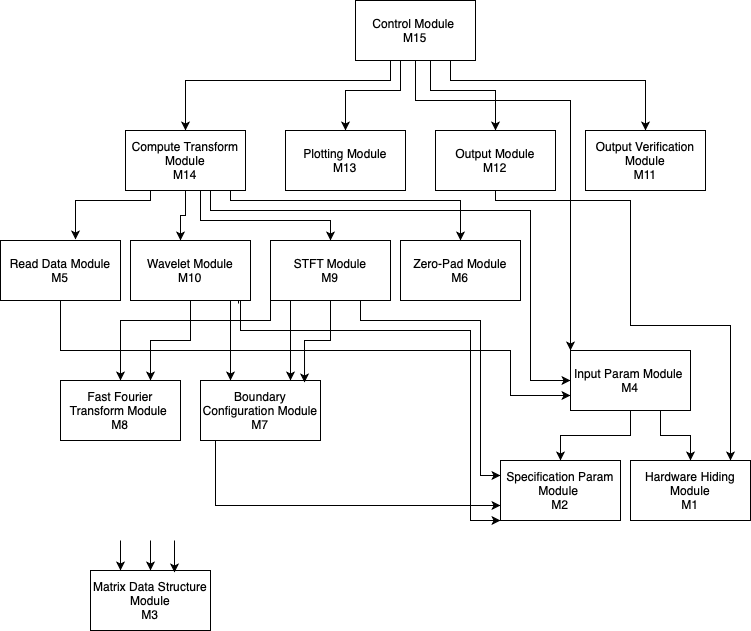 Control Module
M15
Compute Transform
Module
M14
Plotting Module
M13
Output Module
M12
Output Verification
Module
M11
Read Data Module
M5
Wavelet Module
M10
STFT Module
M9
Zero-Pad Module
M6
Input Param Module
M4
Fast Fourier
Transform Module
M8
Boundary
Configuration Module
M7
Specification Param
Module
M2
Hardware Hiding
Module
M1
Matrix Data Structure
Module
M3